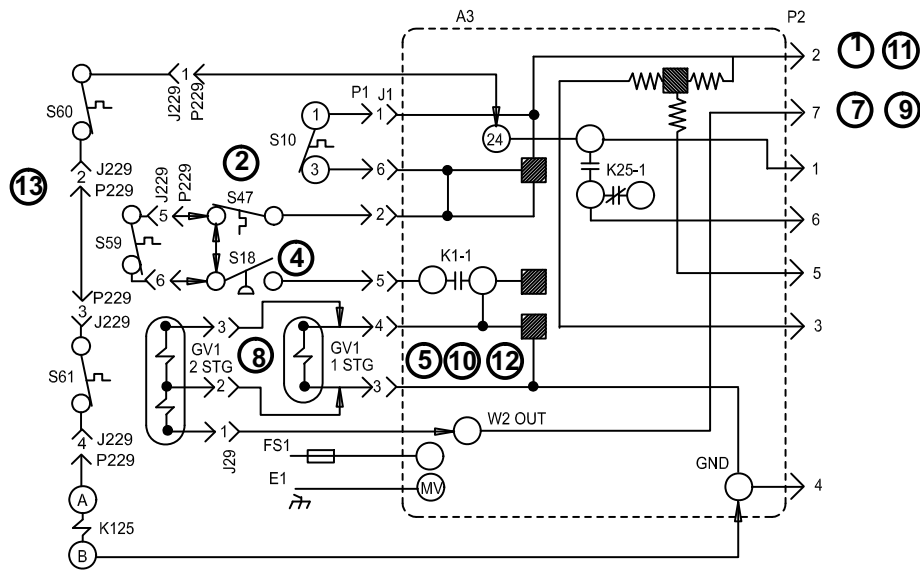 A3
P2
2
1
11
1
J229
P229
P1
J1
1
1
S60
S10
24
7
7
9
3
6
K25-1
1
2
J229
P229
13
2
J229
P229
5
S47
2
6
S59
S18
4
K1-1
6
5
5
P229
3
J229
3
GV1
2 STG
8
GV1
1 STG
4
5
10
12
3
S61
2
3
1
W2 OUT
4
J229
P229
J29
FS1
GND
E1
MV
4
A
K125
B